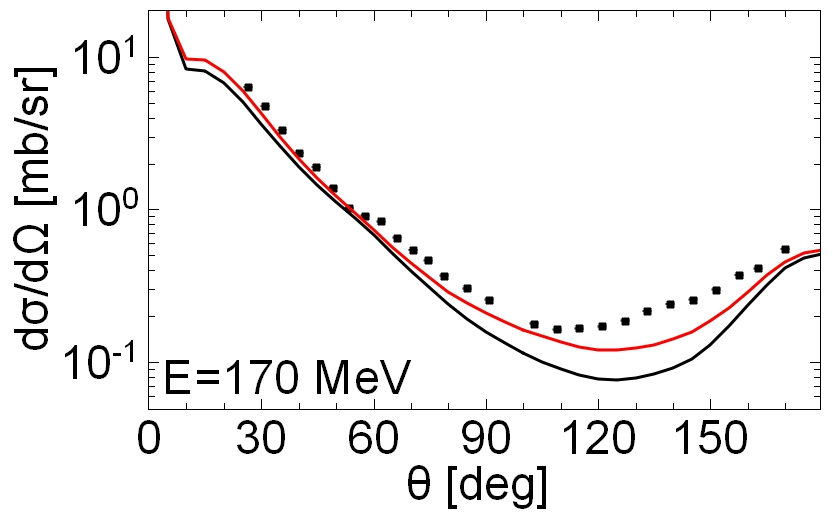 10¹
10⁰
10⁻¹
dσ/dΩ [mb/sr]
E=170 MeV
0 30 60 90 120 150
θ [deg]